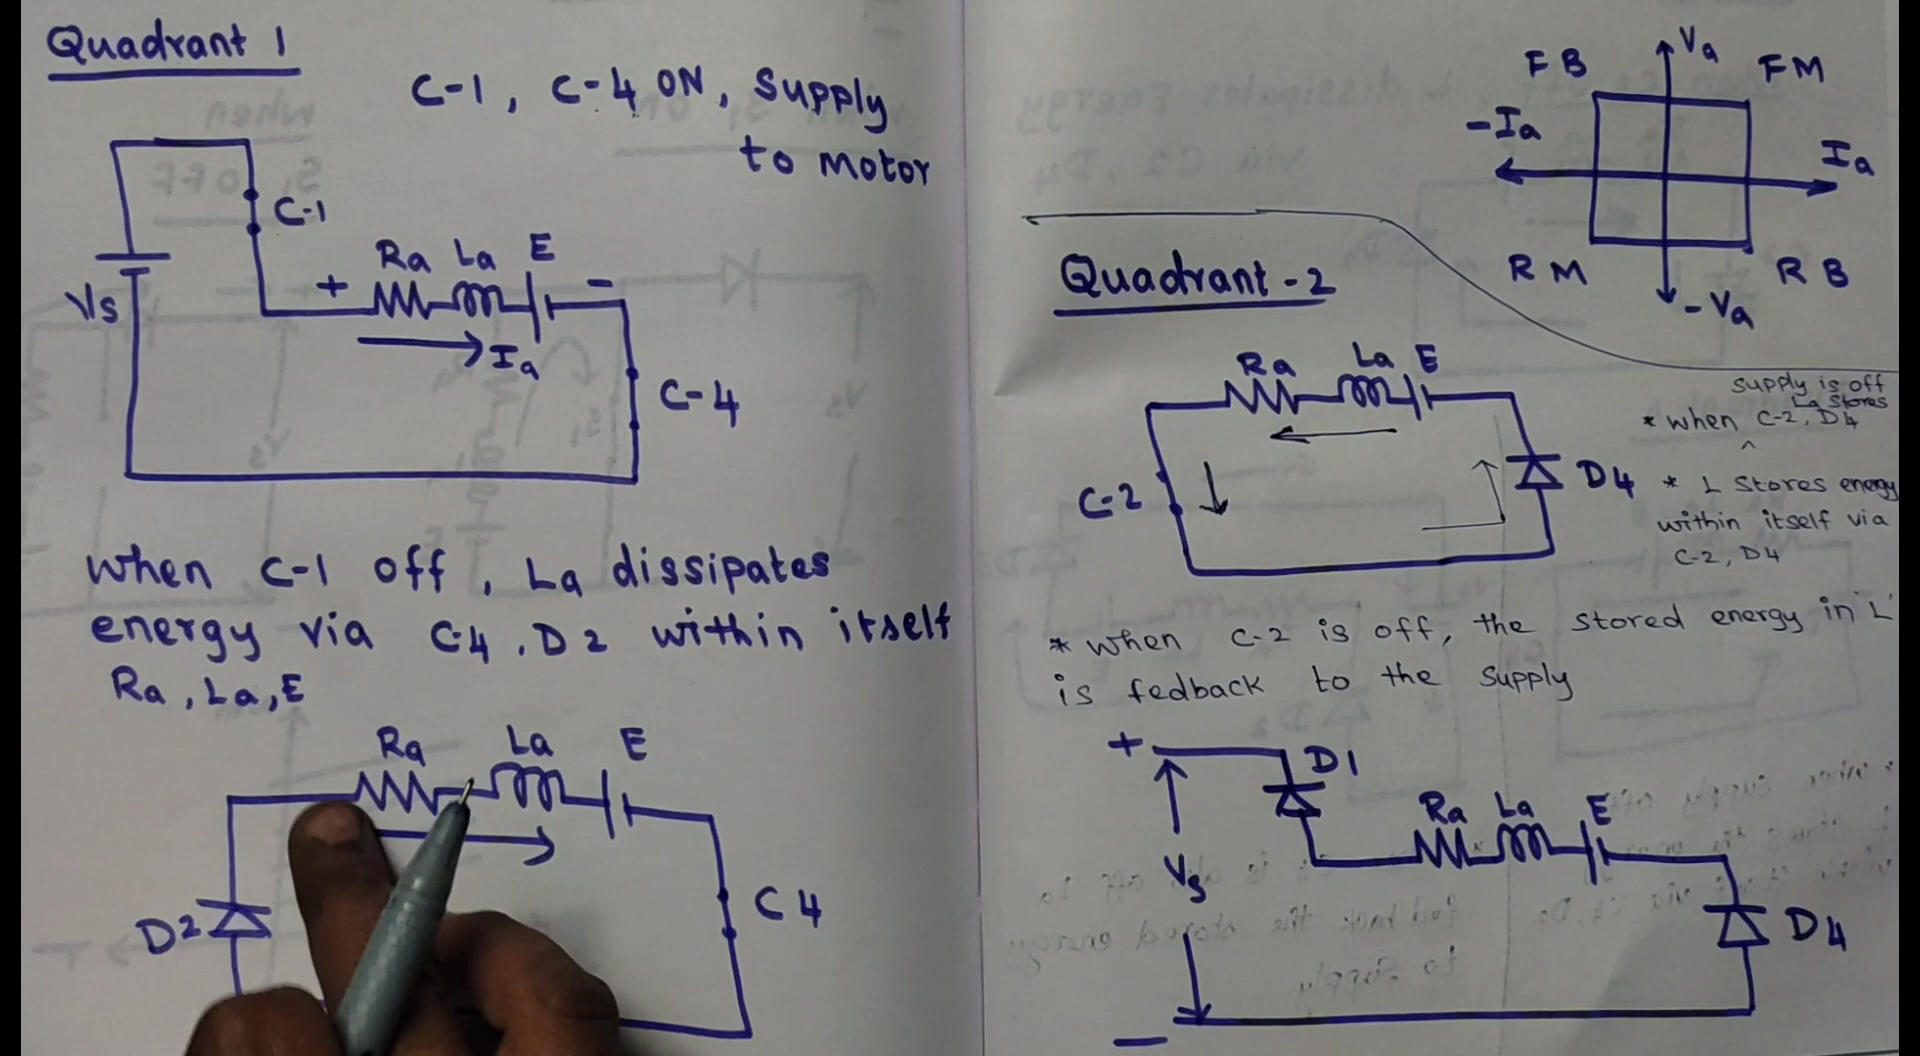 Quadrant 1
C-1, C-4 ON, Supply
to motor
C-1
Ra La E
+ -
Vs
Ia
C-4
When C-1 off, La dissipates
energy via C4, D2 within itself
Ra, La, E
Ra La E
D2
C4
Va
FB FM
-Ia
Ia
RM RB
-Va
Quadrant-2
Ra La E
C-2
D4
supply is off
La stores
* when C-2, D4
^
* L stores energy
within itself via
C-2, D4
* when C-2 is off, the stored energy in 'L'
is fedback to the supply
+
D1
Ra La E
Vs
D4
-